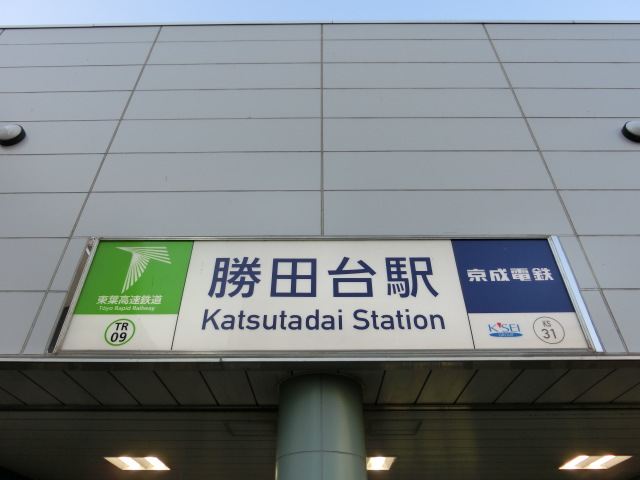 東葉高速鉄道
Toyo Rapid Railway
TR
09
勝田台駅
Katsutadai Station
京成電鉄
KEISEI
GROUP
KS
31